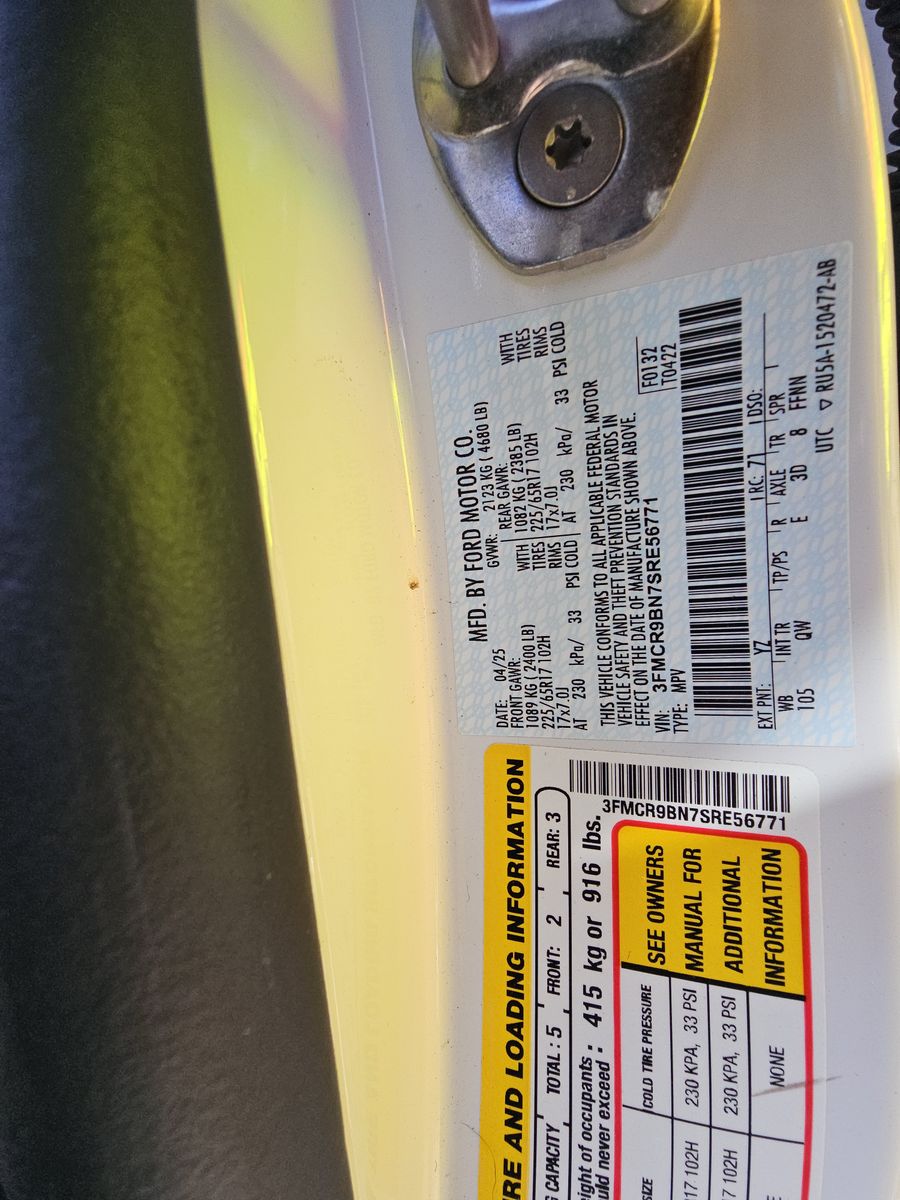 MFD. BY FORD MOTOR CO.
DATE: 04/25 GVWR: 2123 KG ( 4680 LB)
FRONT GAWR: REAR GAWR:
1089 KG ( 2400 LB) WITH 1082 KG ( 2385 LB) WITH
225/65R17 102H TIRES 225/65R17 102H TIRES
17x7.0J RIMS 17x7.0J RIMS
AT 230 kPa/ 33 PSI COLD AT 230 kPa/ 33 PSI COLD
THIS VEHICLE CONFORMS TO ALL APPLICABLE FEDERAL MOTOR
VEHICLE SAFETY AND THEFT PREVENTION STANDARDS IN
EFFECT ON THE DATE OF MANUFACTURE SHOWN ABOVE.
VIN: 3FMCR9BN7SRE56771 F0132
TYPE: MPV T0422
EXT PNT: YZ RC: 71 DSO:
WB INT TR TP/PS R AXLE TR SPR
105 QW E 3D 8 FFNN
UTC ▽ RU5A-1520472-AB
RE AND LOADING INFORMATION
CAPACITY TOTAL : 5 FRONT: 2 REAR: 3
ight of occupants : 415 kg or 916 lbs.
uld never exceed :
3FMCR9BN7SRE56771
SIZE COLD TIRE PRESSURE
17 102H 230 KPA, 33 PSI
17 102H 230 KPA, 33 PSI
E NONE
SEE OWNERS
MANUAL FOR
ADDITIONAL
INFORMATION